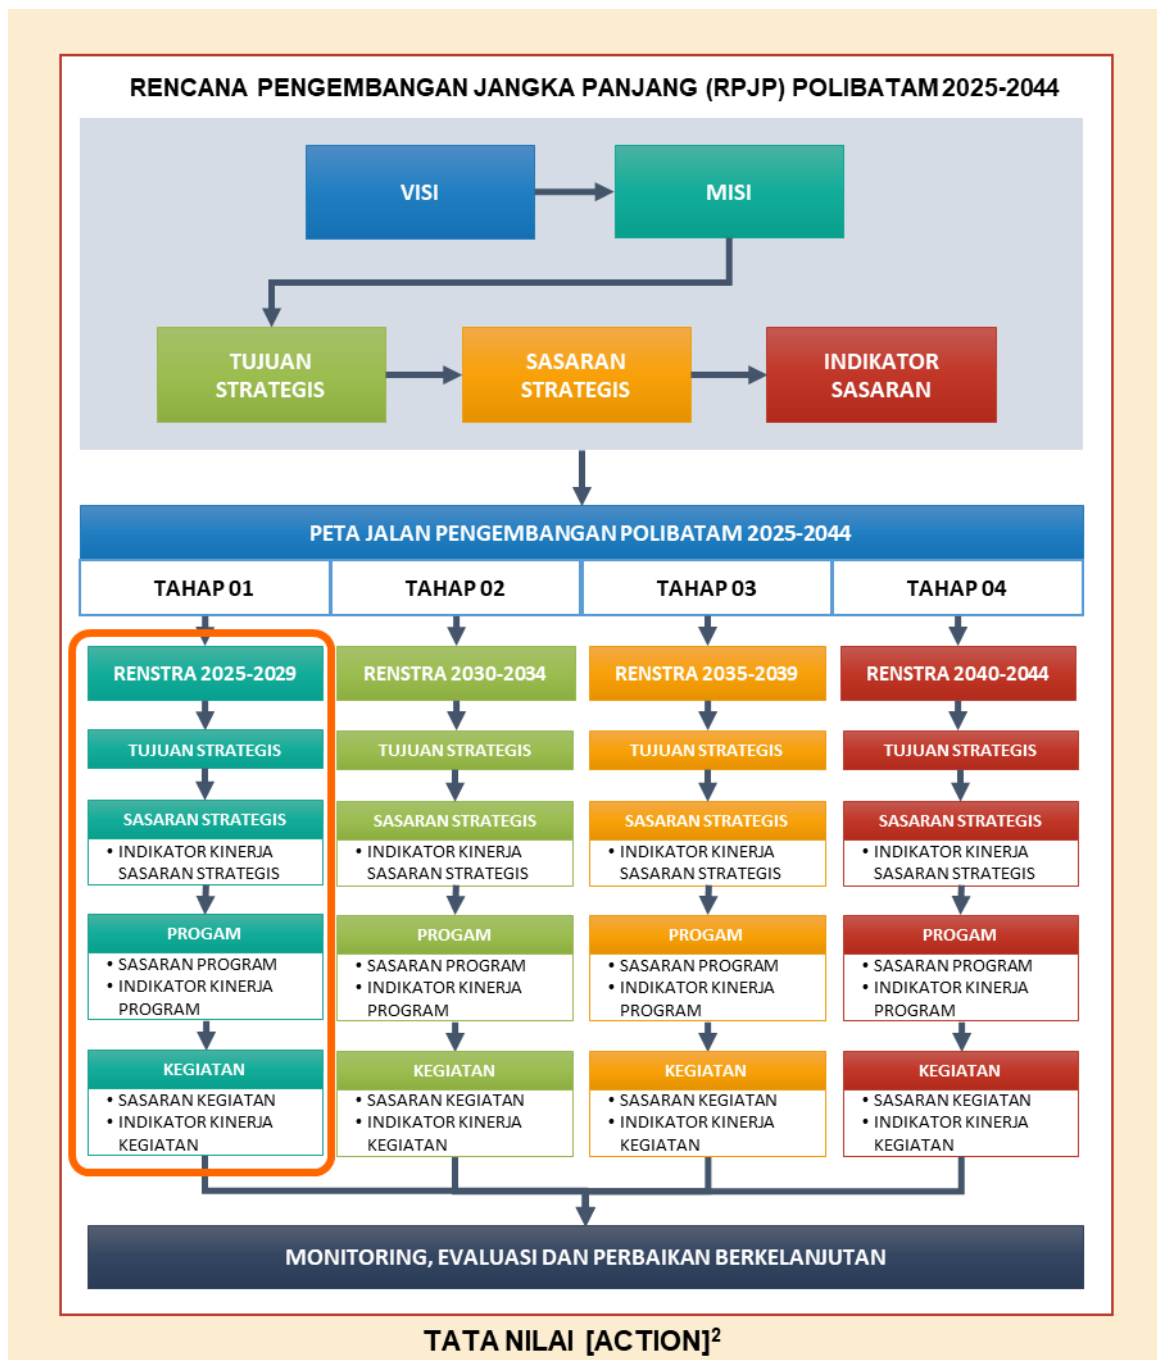 RENCANA PENGEMBANGAN JANGKA PANJANG (RPJP) POLIBATAM 2025-2044
VISI
MISI
TUJUAN
STRATEGIS
SASARAN
STRATEGIS
INDIKATOR
SASARAN
PETA JALAN PENGEMBANGAN POLIBATAM 2025-2044
TAHAP 01
TAHAP 02
TAHAP 03
TAHAP 04
RENSTRA 2025-2029
TUJUAN STRATEGIS
SASARAN STRATEGIS
• INDIKATOR KINERJA
SASARAN STRATEGIS
PROGAM
• SASARAN PROGRAM
• INDIKATOR KINERJA
PROGRAM
KEGIATAN
• SASARAN KEGIATAN
• INDIKATOR KINERJA
KEGIATAN
RENSTRA 2030-2034
TUJUAN STRATEGIS
SASARAN STRATEGIS
• INDIKATOR KINERJA
SASARAN STRATEGIS
PROGAM
• SASARAN PROGRAM
• INDIKATOR KINERJA
PROGRAM
KEGIATAN
• SASARAN KEGIATAN
• INDIKATOR KINERJA
KEGIATAN
RENSTRA 2035-2039
TUJUAN STRATEGIS
SASARAN STRATEGIS
• INDIKATOR KINERJA
SASARAN STRATEGIS
PROGAM
• SASARAN PROGRAM
• INDIKATOR KINERJA
PROGRAM
KEGIATAN
• SASARAN KEGIATAN
• INDIKATOR KINERJA
KEGIATAN
RENSTRA 2040-2044
TUJUAN STRATEGIS
SASARAN STRATEGIS
• INDIKATOR KINERJA
SASARAN STRATEGIS
PROGAM
• SASARAN PROGRAM
• INDIKATOR KINERJA
PROGRAM
KEGIATAN
• SASARAN KEGIATAN
• INDIKATOR KINERJA
KEGIATAN
MONITORING, EVALUASI DAN PERBAIKAN BERKELANJUTAN
TATA NILAI [ACTION]²